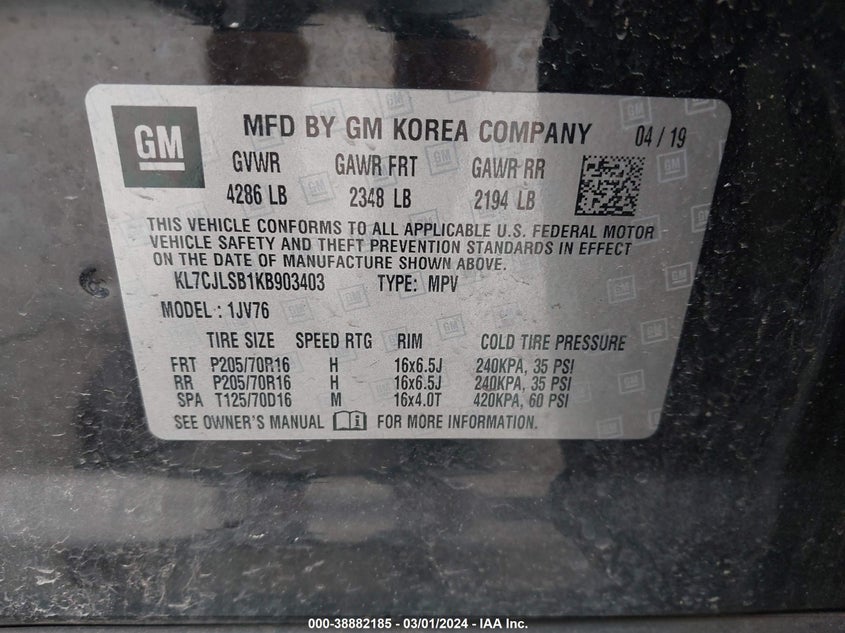 GM
MFD BY GM KOREA COMPANY 04 / 19
GVWR GAWR FRT GAWR RR
4286 LB 2348 LB 2194 LB
THIS VEHICLE CONFORMS TO ALL APPLICABLE U.S. FEDERAL MOTOR
VEHICLE SAFETY AND THEFT PREVENTION STANDARDS IN EFFECT
ON THE DATE OF MANUFACTURE SHOWN ABOVE.
KL7CJLSB1KB903403 TYPE: MPV
MODEL : 1JV76
TIRE SIZE SPEED RTG RIM COLD TIRE PRESSURE
FRT P205/70R16 H 16x6.5J 240KPA, 35 PSI
RR P205/70R16 H 16x6.5J 240KPA, 35 PSI
SPA T125/70D16 M 16x4.0T 420KPA, 60 PSI
SEE OWNER'S MANUAL FOR MORE INFORMATION.
000-38882185 - 03/01/2024 - IAA Inc.